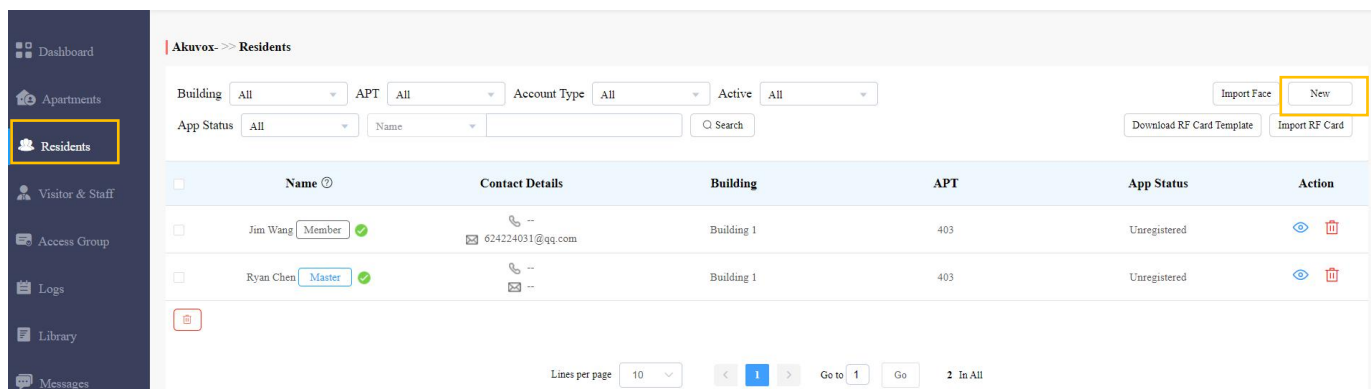 Dashboard
Apartments
Residents
Visitor & Staff
Access Group
Logs
Library
Messages
Akuvox- >> Residents
Building All APT All Account Type All Active All Import Face New
App Status All Name Search Download RF Card Template Import RF Card
Name Contact Details Building APT App Status Action
Jim Wang Member -- 624224031@qq.com Building 1 403 Unregistered
Ryan Chen Master -- -- Building 1 403 Unregistered
Lines per page 10 < 1 > Go to 1 Go 2 In All